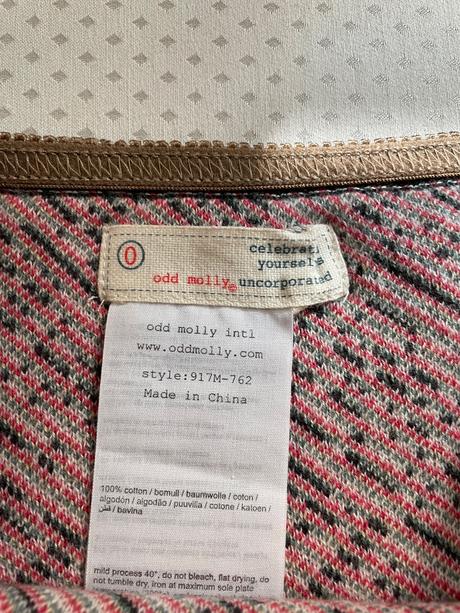 0
celebrati
yourself
odd molly® uncorporated
odd molly intl
www.oddmolly.com
style:917M-762
Made in China
100% cotton / bomull / baumwolle / coton /
algodón / algodão / puuvilla / cotone / katoen /
قطن / bavlna
mild process 40°, do not bleach, flat drying, do
not tumble dry, iron at maximum sole plate